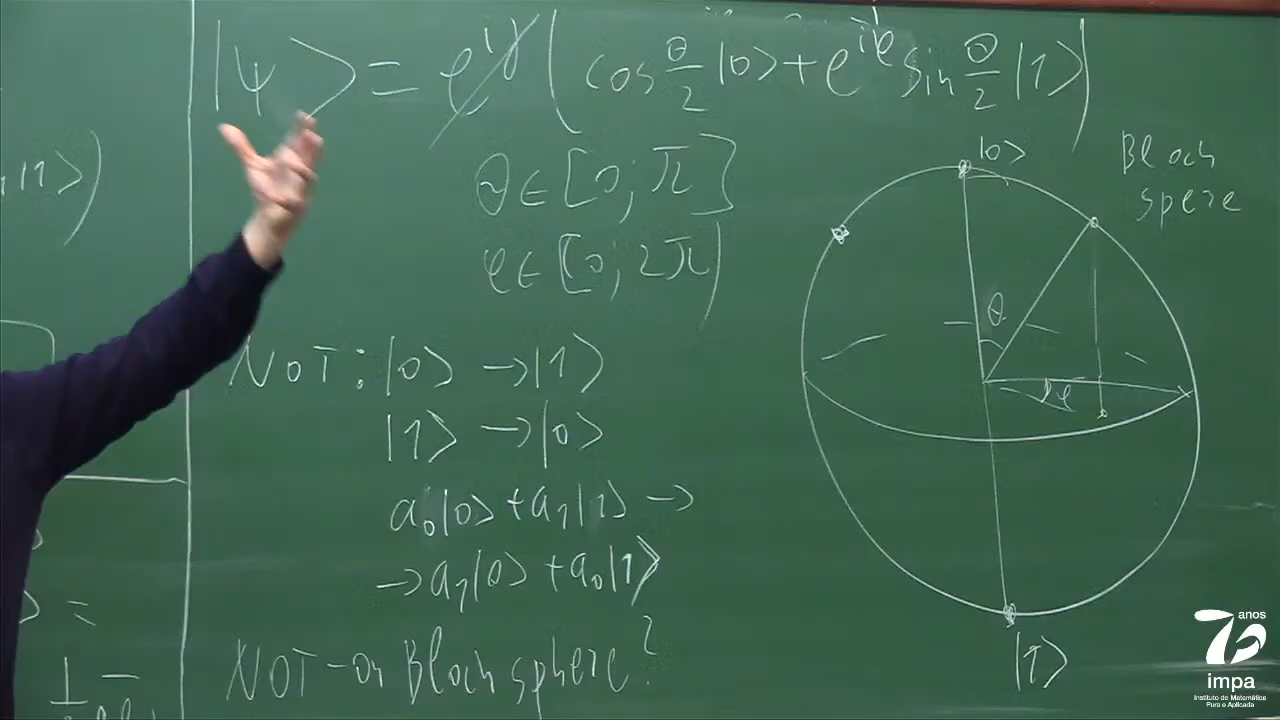 |ψ> = e^{iγ} (cos θ/2 |0> + e^{iφ} sin θ/2 |1>)
θ ∈ [0; π]
φ ∈ [0; 2π)
|1>)
NOT: |0> → |1>
|1> → |0>
a₀|0> + a₁|1> →
→ a₁|0> + a₀|1>
NOT - on Bloch sphere?
|0>
Bloch
spere
θ
φ
|1>
> =
1
70 anos
impa
Instituto de Matemática
Pura e Aplicada